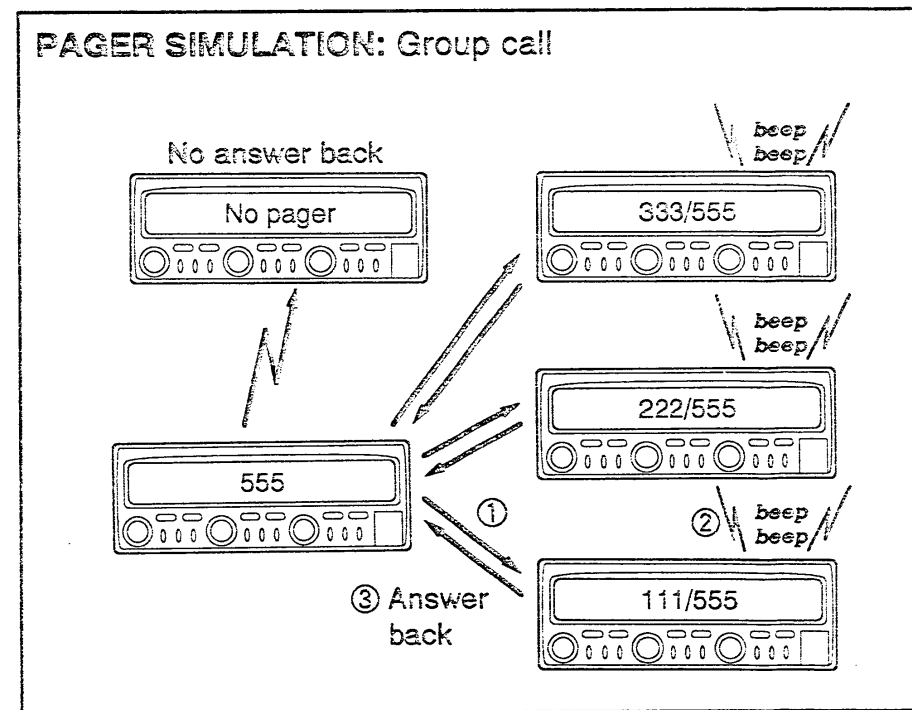 PAGER SIMULATION: Group call
No answer back
No pager
beep
beep
333/555
beep
beep
222/555
555
①
②
beep
beep
③ Answer
back
111/555